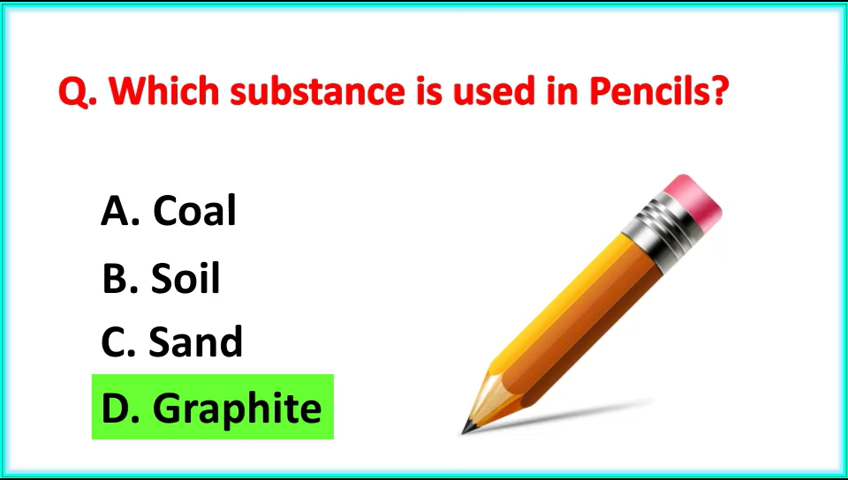 Q. Which substance is used in Pencils?
A. Coal
B. Soil
C. Sand
D. Graphite